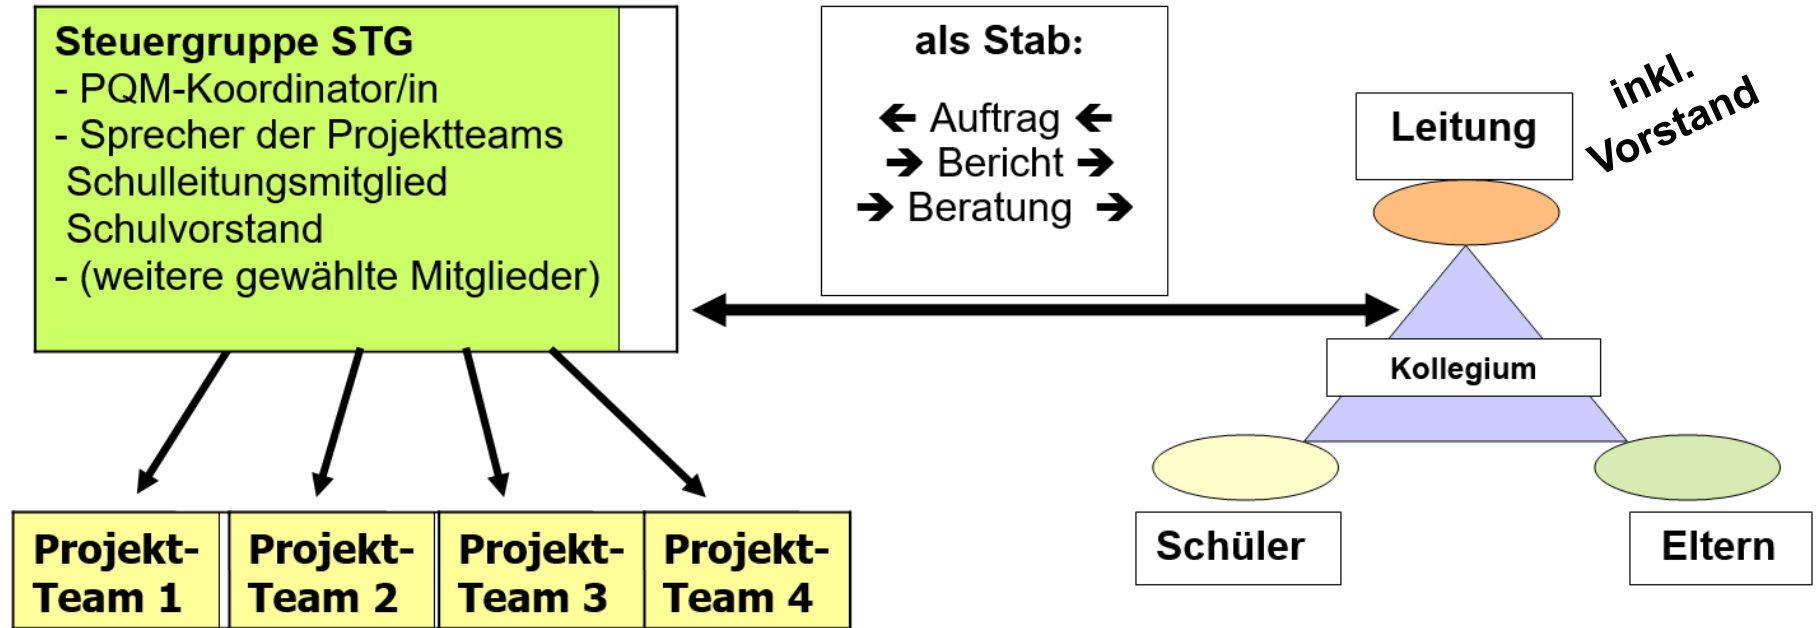 Steuergruppe STG
- PQM-Koordinator/in
- Sprecher der Projektteams
Schulleitungsmitglied
Schulvorstand
- (weitere gewählte Mitglieder)
als Stab:
🡸 Auftrag 🡸
🡺 Bericht 🡺
🡺 Beratung 🡺
inkl.
Vorstand
Leitung
Kollegium
Schüler
Eltern
Projekt-
Team 1
Projekt-
Team 2
Projekt-
Team 3
Projekt-
Team 4